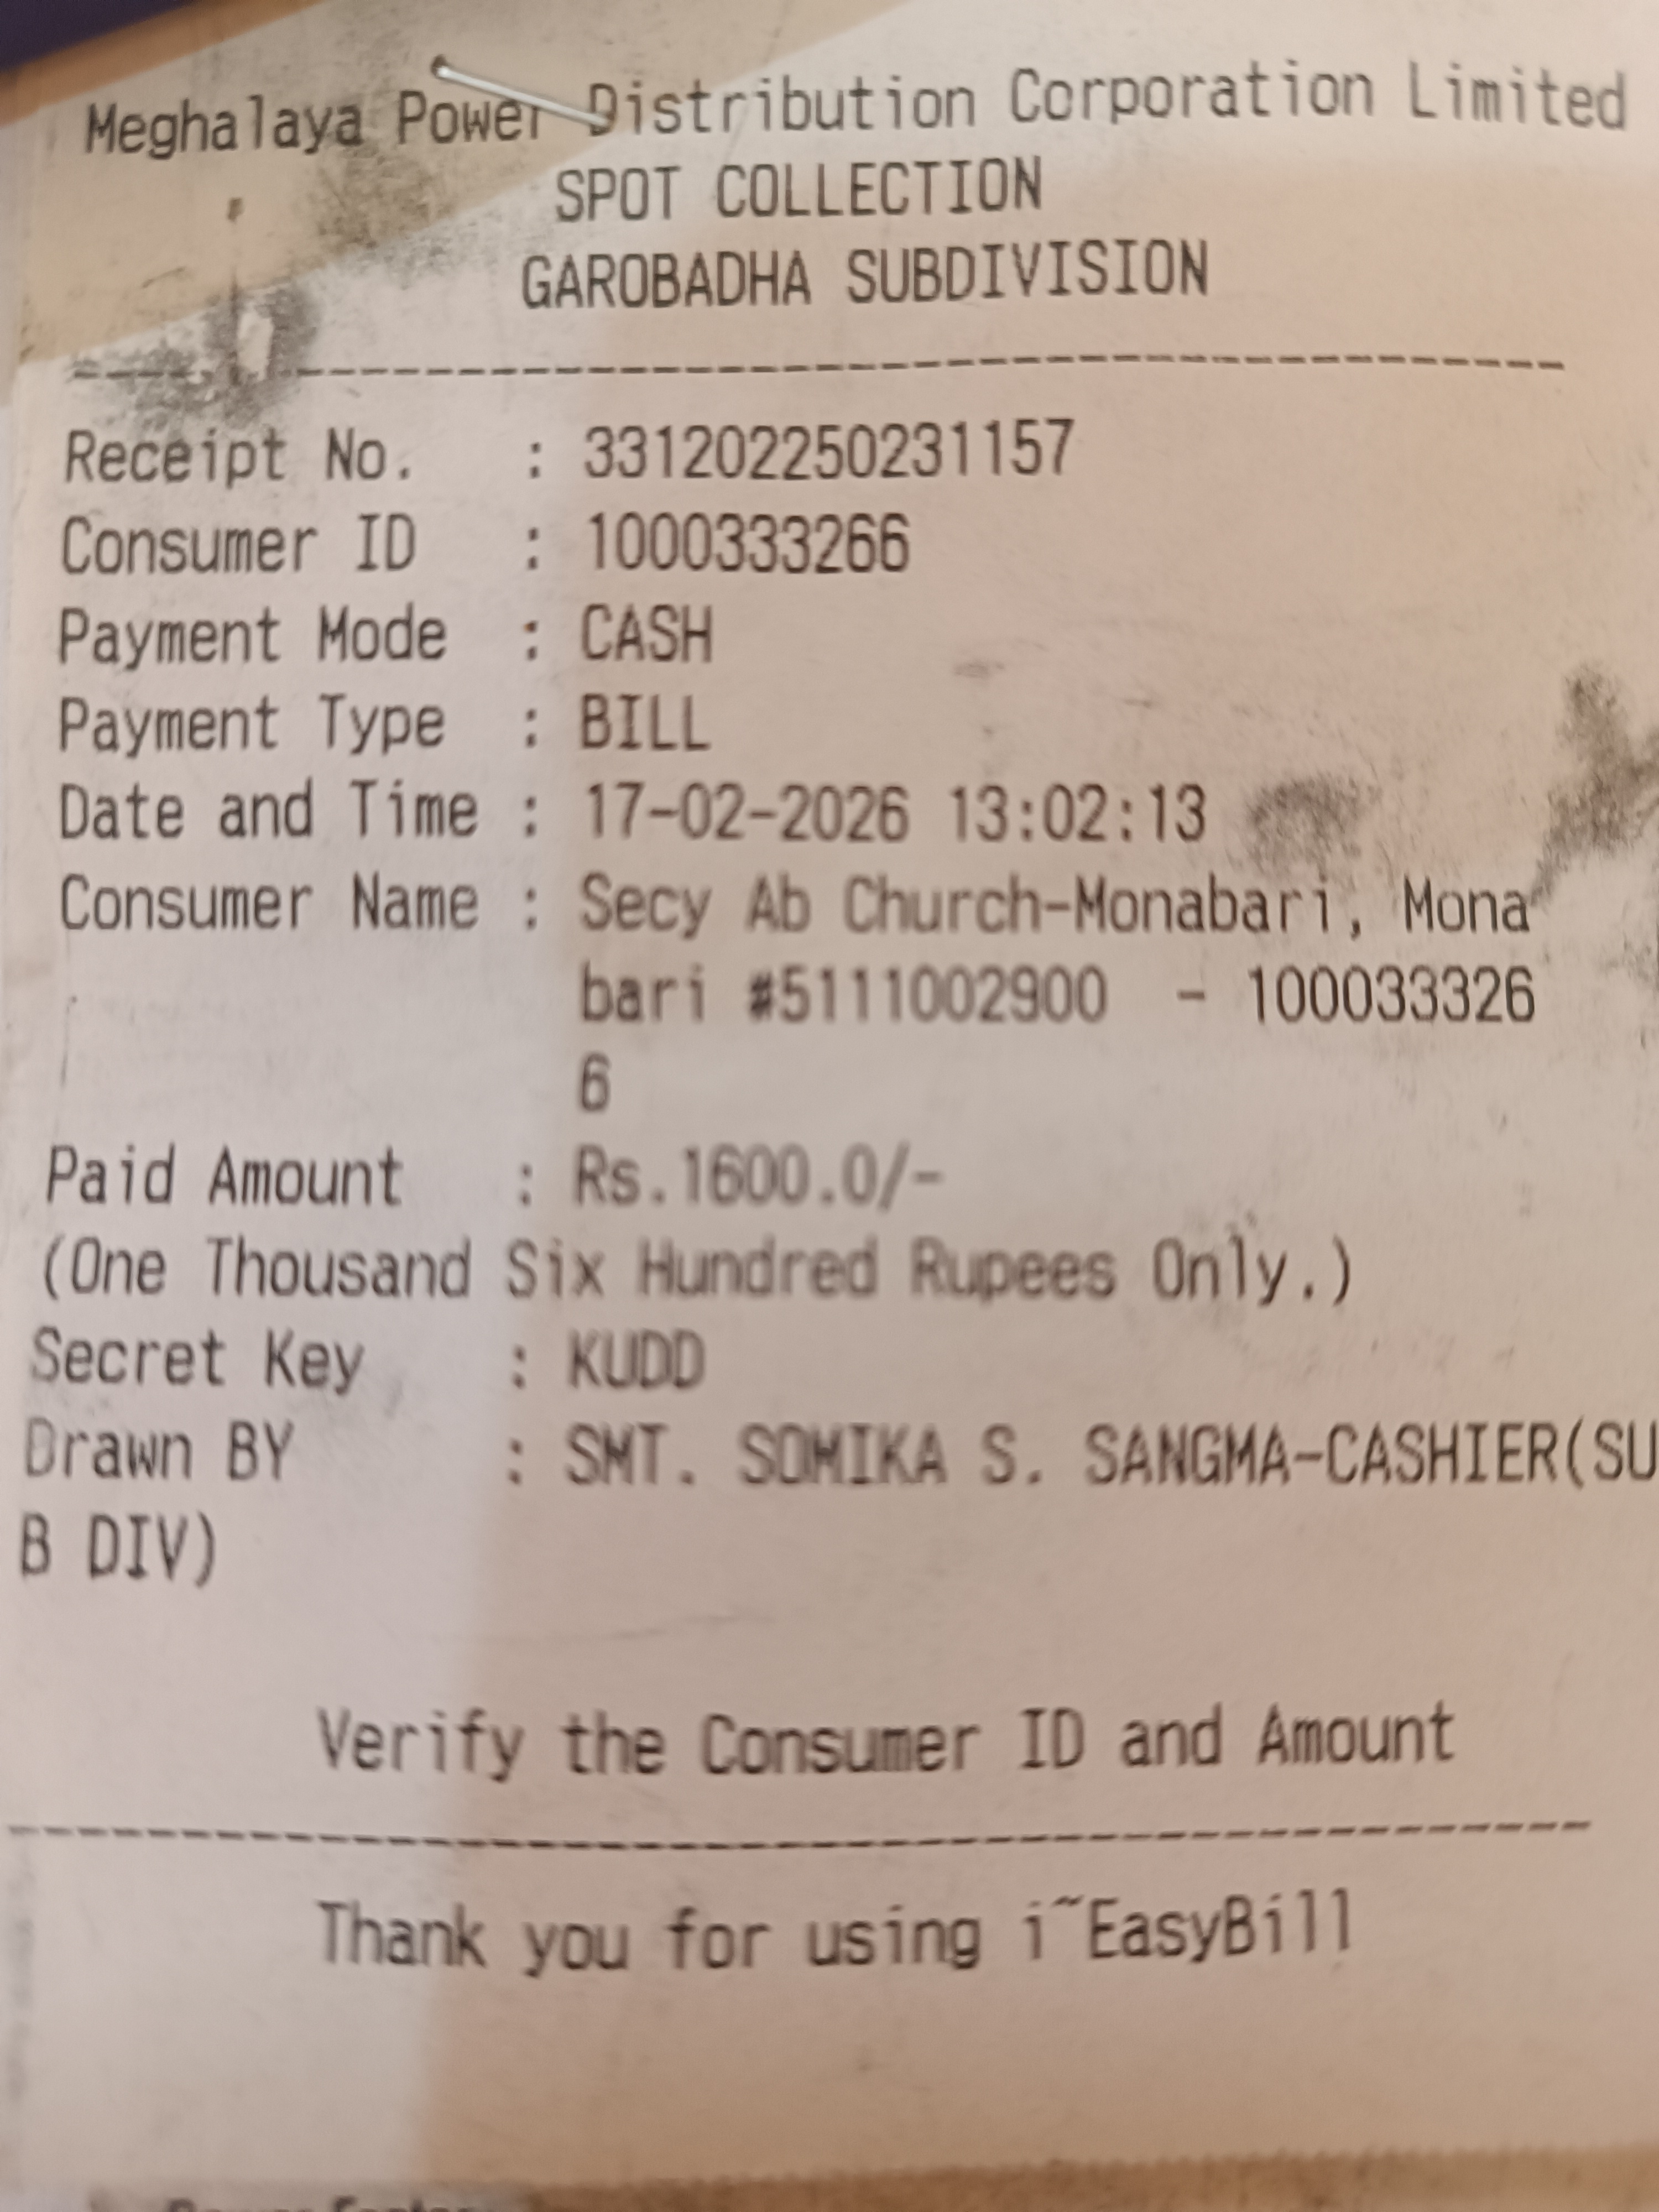 Meghalaya Power Distribution Corporation Limited
SPOT COLLECTION
GAROBADHA SUBDIVISION
Receipt No. : 331202250231157
Consumer ID : 1000333266
Payment Mode : CASH
Payment Type : BILL
Date and Time : 17-02-2026 13:02:13
Consumer Name : Secy Ab Church-Monabari, Mona
bari #5111002900 - 100033326
6
Paid Amount : Rs.1600.0/-
(One Thousand Six Hundred Rupees Only.)
Secret Key : KUDD
Drawn BY : SMT. SOMIKA S. SANGMA-CASHIER(SU
B DIV)
Verify the Consumer ID and Amount
Thank you for using i~EasyBill